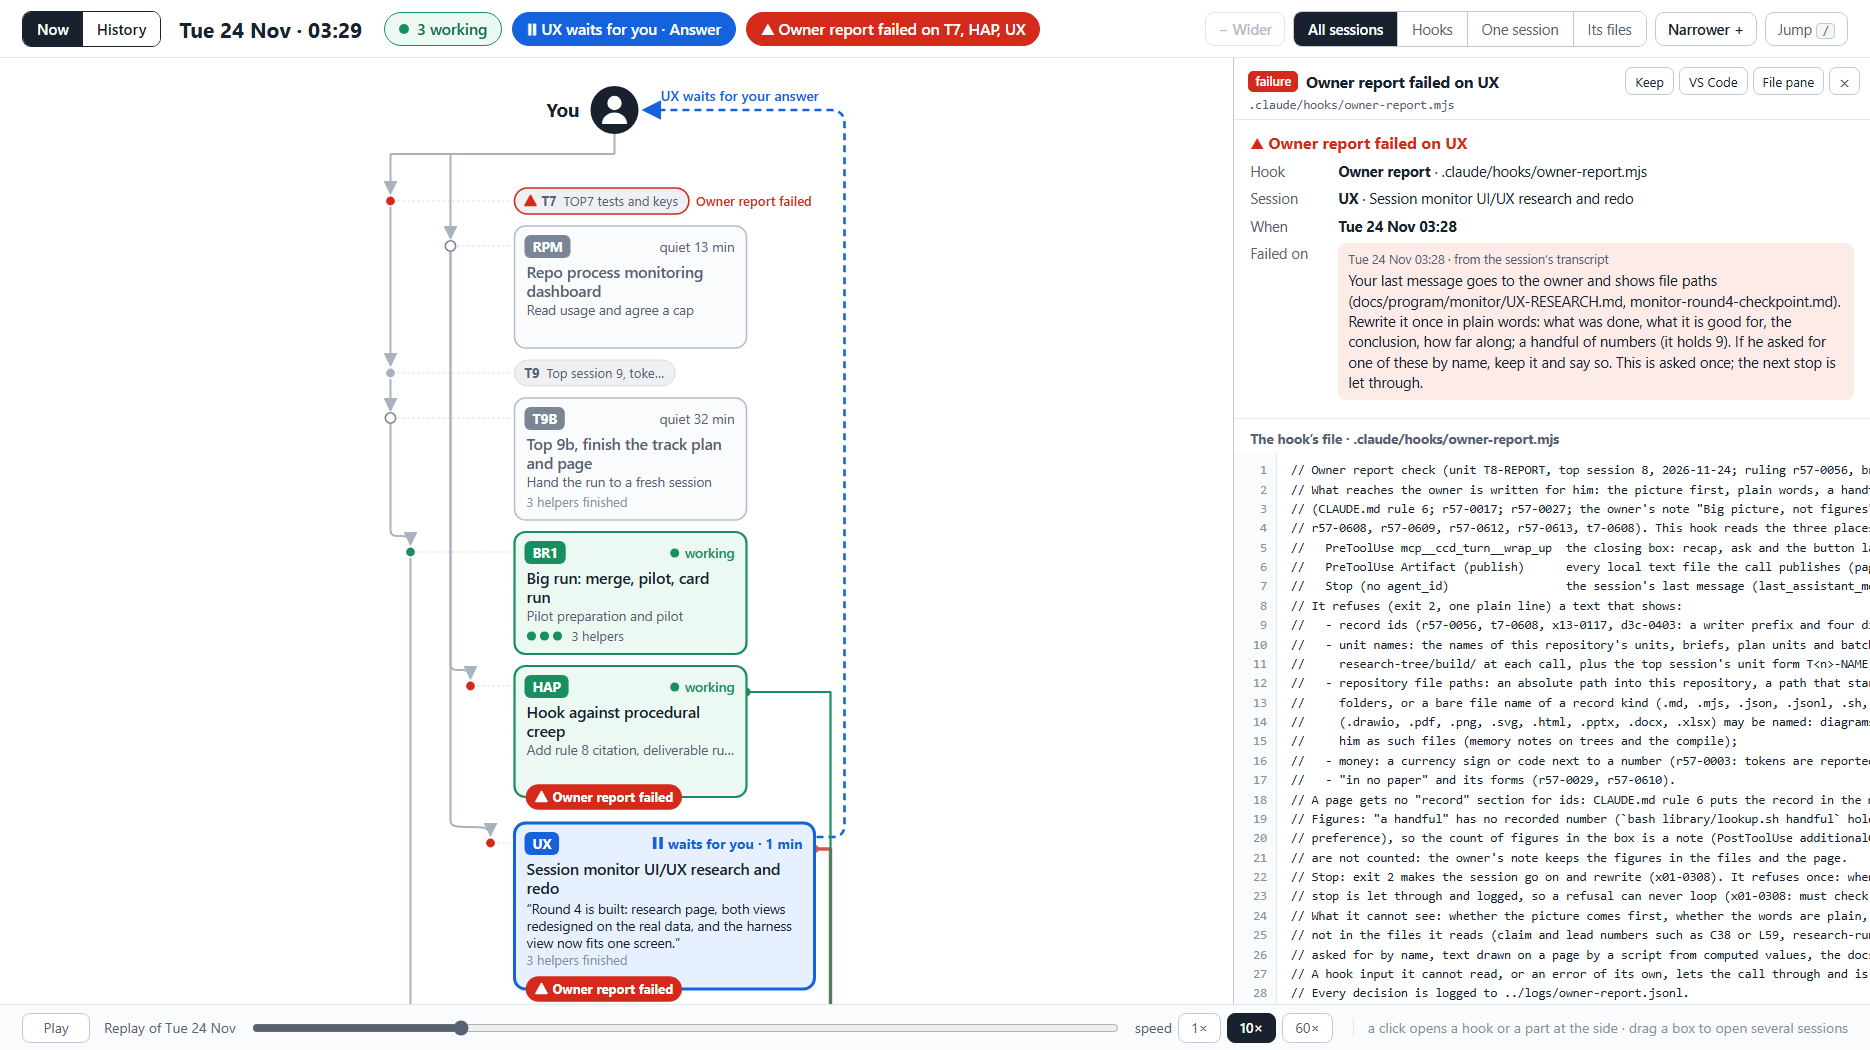 Now
History
Tue 24 Nov · 03:29
3 working
UX waits for you · Answer
Owner report failed on T7, HAP, UX
− Wider
All sessions
Hooks
One session
Its files
Narrower +
Jump /
You
UX waits for your answer
T7 TOP7 tests and keys
Owner report failed
RPM
quiet 13 min
Repo process monitoring
dashboard
Read usage and agree a cap
T9 Top session 9, toke...
T9B
quiet 32 min
Top 9b, finish the track plan
and page
Hand the run to a fresh session
3 helpers finished
BR1
working
Big run: merge, pilot, card
run
Pilot preparation and pilot
3 helpers
HAP
working
Hook against procedural
creep
Add rule 8 citation, deliverable ru...
Owner report failed
UX
waits for you · 1 min
Session monitor UI/UX research and
redo
“Round 4 is built: research page, both views
redesigned on the real data, and the harness
view now fits one screen.”
3 helpers finished
Owner report failed
failure
Owner report failed on UX
Keep
VS Code
File pane
×
.claude/hooks/owner-report.mjs
Owner report failed on UX
Hook
Owner report · .claude/hooks/owner-report.mjs
Session
UX · Session monitor UI/UX research and redo
When
Tue 24 Nov 03:28
Failed on
Tue 24 Nov 03:28 · from the session's transcript
Your last message goes to the owner and shows file paths
(docs/program/monitor/UX-RESEARCH.md, monitor-round4-checkpoint.md).
Rewrite it once in plain words: what was done, what it is good for, the
conclusion, how far along; a handful of numbers (it holds 9). If he asked for
one of these by name, keep it and say so. This is asked once; the next stop is
let through.
The hook's file · .claude/hooks/owner-report.mjs
1 // Owner report check (unit T8-REPORT, top session 8, 2026-11-24; ruling r57-0056, b
2 // What reaches the owner is written for him: the picture first, plain words, a hand
3 // (CLAUDE.md rule 6; r57-0017; r57-0027; the owner's note "Big picture, not figures"
4 // r57-0608, r57-0609, r57-0612, r57-0613, t7-0608). This hook reads the three places
5 // PreToolUse mcp__ccd_turn__wrap_up the closing box: recap, ask and the button la
6 // PreToolUse Artifact (publish) every local text file the call publishes (pa
7 // Stop (no agent_id) the session's last message (last_assistant_m
8 // It refuses (exit 2, one plain line) a text that shows:
9 // - record ids (r57-0056, t7-0608, x13-0117, d3c-0403: a writer prefix and four di
10 // - unit names: the names of this repository's units, briefs, plan units and batc
11 // research-tree/build/ at each call, plus the top session's unit form T<n>-NAME
12 // - repository file paths: an absolute path into this repository, a path that sta
13 // folders, or a bare file name of a record kind (.md, .mjs, .json, .jsonl, .sh,
14 // (.drawio, .pdf, .png, .svg, .html, .pptx, .docx, .xlsx) may be named: diagrams
15 // him as such files (memory notes on trees and the compile);
16 // - money: a currency sign or code next to a number (r57-0003: tokens are reported
17 // - "in no paper" and its forms (r57-0029, r57-0610).
18 // A page gets no "record" section for ids: CLAUDE.md rule 6 puts the record in the
19 // Figures: "a handful" has no recorded number (`bash library/lookup.sh handful` hol
20 // preference), so the count of figures in the box is a note (PostToolUse additional
21 // are not counted: the owner's note keeps the figures in the files and the page.
22 // Stop: exit 2 makes the session go on and rewrite (x01-0308). It refuses once: whe
23 // stop is let through and logged, so a refusal can never loop (x01-0308: must check
24 // What it cannot see: whether the picture comes first, whether the words are plain,
25 // not in the files it reads (claim and lead numbers such as C38 or L59, research-ru
26 // asked for by name, text drawn on a page by a script from computed values, the doc
27 // A hook input it cannot read, or an error of its own, lets the call through and is
28 // Every decision is logged to ../logs/owner-report.jsonl.
Play
Replay of Tue 24 Nov
speed
1×
10×
60×
a click opens a hook or a part at the side · drag a box to open several sessions